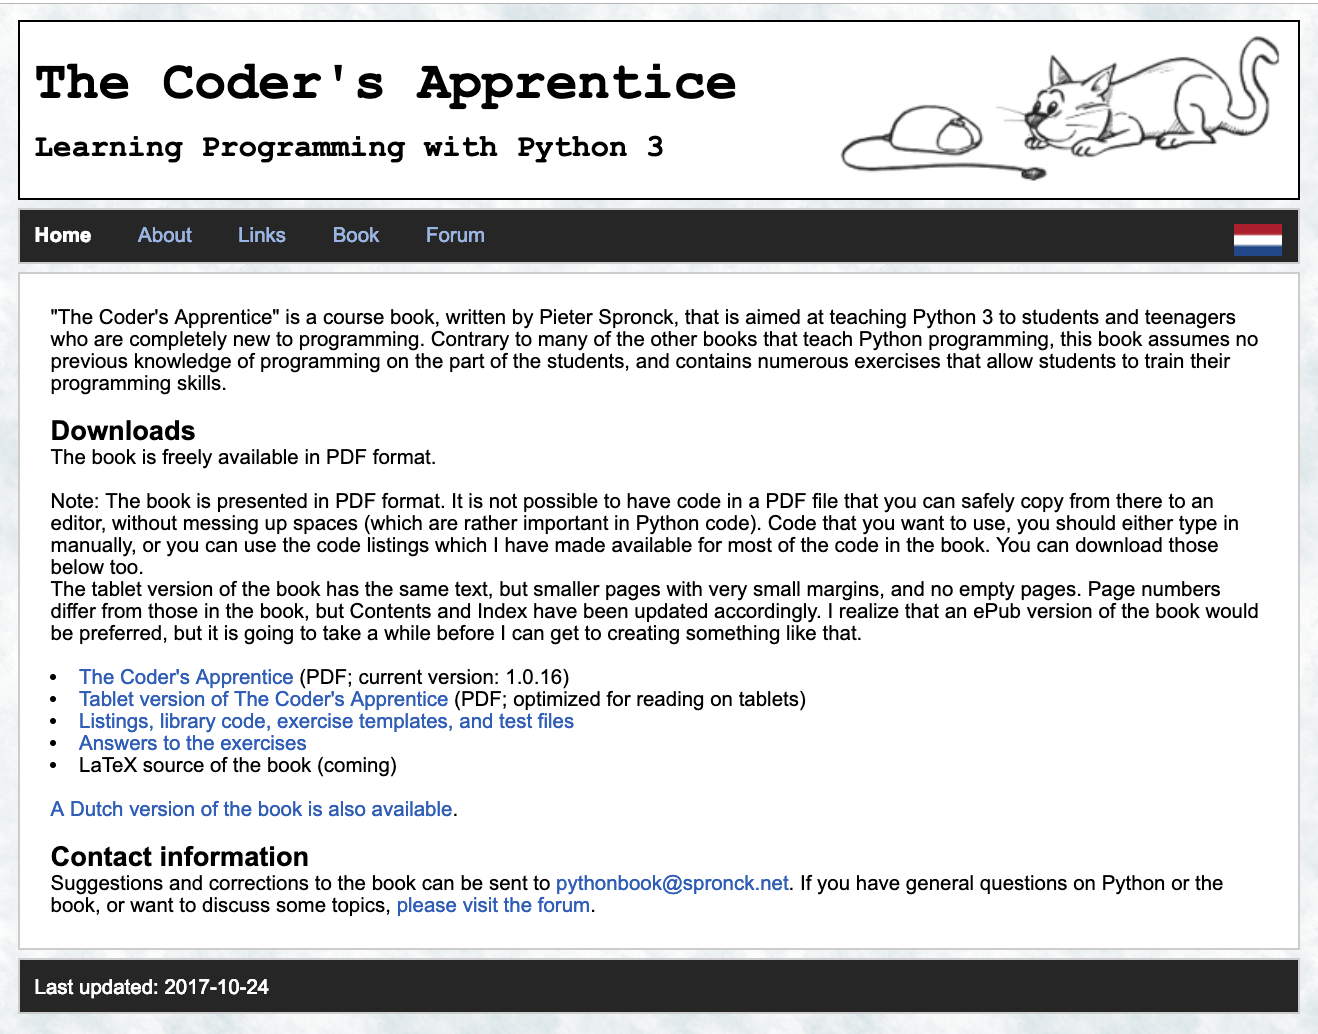 The Coder's Apprentice
Learning Programming with Python 3
Home About Links Book Forum
"The Coder's Apprentice" is a course book, written by Pieter Spronck, that is aimed at teaching Python 3 to students and teenagers
who are completely new to programming. Contrary to many of the other books that teach Python programming, this book assumes no
previous knowledge of programming on the part of the students, and contains numerous exercises that allow students to train their
programming skills.
Downloads
The book is freely available in PDF format.
Note: The book is presented in PDF format. It is not possible to have code in a PDF file that you can safely copy from there to an
editor, without messing up spaces (which are rather important in Python code). Code that you want to use, you should either type in
manually, or you can use the code listings which I have made available for most of the code in the book. You can download those
below too.
The tablet version of the book has the same text, but smaller pages with very small margins, and no empty pages. Page numbers
differ from those in the book, but Contents and Index have been updated accordingly. I realize that an ePub version of the book would
be preferred, but it is going to take a while before I can get to creating something like that.
• The Coder's Apprentice (PDF; current version: 1.0.16)
• Tablet version of The Coder's Apprentice (PDF; optimized for reading on tablets)
• Listings, library code, exercise templates, and test files
• Answers to the exercises
• LaTeX source of the book (coming)
A Dutch version of the book is also available.
Contact information
Suggestions and corrections to the book can be sent to pythonbook@spronck.net. If you have general questions on Python or the
book, or want to discuss some topics, please visit the forum.
Last updated: 2017-10-24